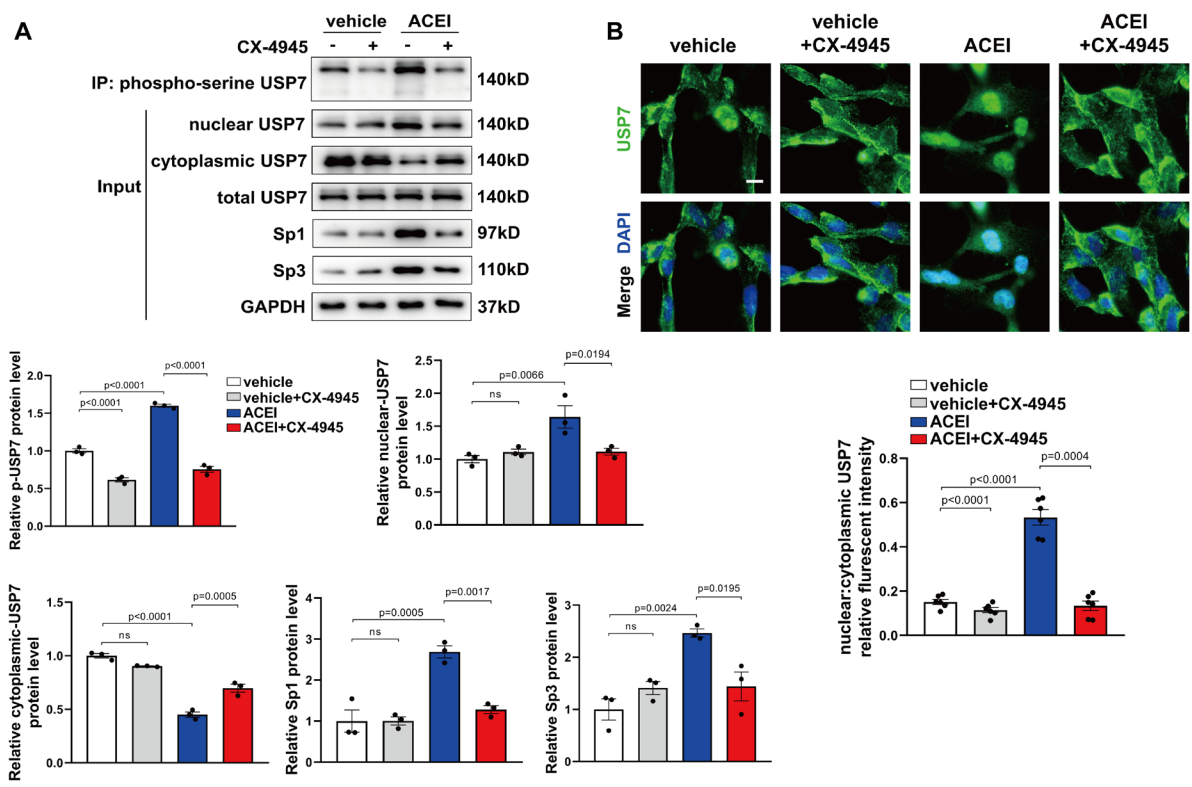 A
vehicle ACEI
CX-4945 - + - +
IP: phospho-serine USP7 140kD
Input
nuclear USP7 140kD
cytoplasmic USP7 140kD
total USP7 140kD
Sp1 97kD
Sp3 110kD
GAPDH 37kD
B
vehicle
vehicle
+CX-4945
ACEI
ACEI
+CX-4945
USP7
Merge DAPI
Relative p-USP7 protein level
2.0
1.5
1.0
0.5
0.0
p<0.0001
p<0.0001
p<0.0001
vehicle
vehicle+CX-4945
ACEI
ACEI+CX-4945
Relative nuclear-USP7
protein level
2.5
2.0
1.5
1.0
0.5
0.0
p=0.0194
p=0.0066
ns
Relative cytoplasmic-USP7
protein level
1.5
1.0
0.5
0.0
p=0.0005
p<0.0001
ns
Relative Sp1 protein level
4
3
2
1
0
p=0.0017
p=0.0005
ns
Relative Sp3 protein level
3
2
1
0
p=0.0195
p=0.0024
ns
vehicle
vehicle+CX-4945
ACEI
ACEI+CX-4945
nuclear:cytoplasmic USP7
relative flurescent intensity
0.8
0.6
0.4
0.2
0.0
p=0.0004
p<0.0001
p<0.0001